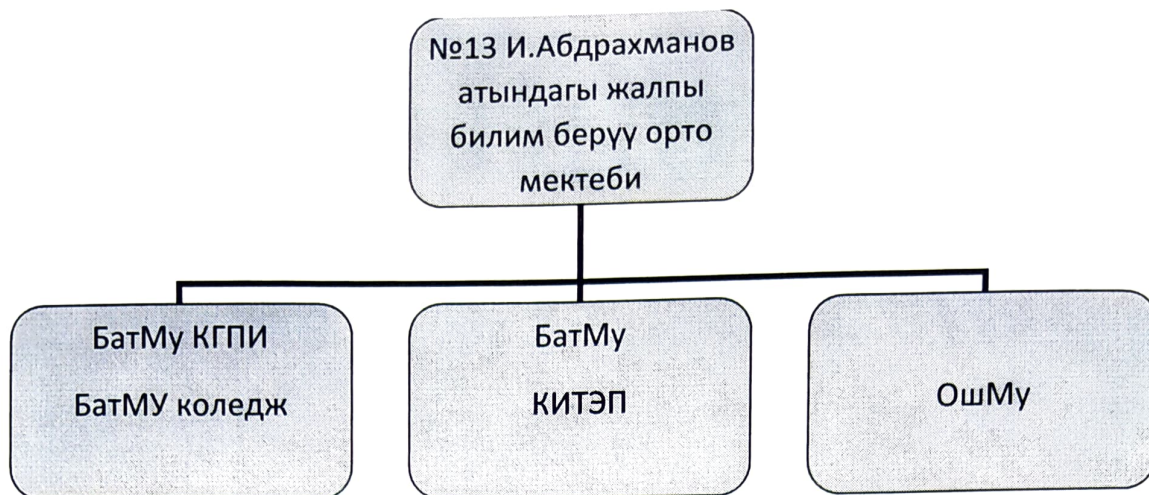 №13 И.Абдрахманов
атындагы жалпы
билим берүү орто
мектеби
БатМу КГПИ
БатМУ коледж
БатМу
КИТЭП
ОшМу